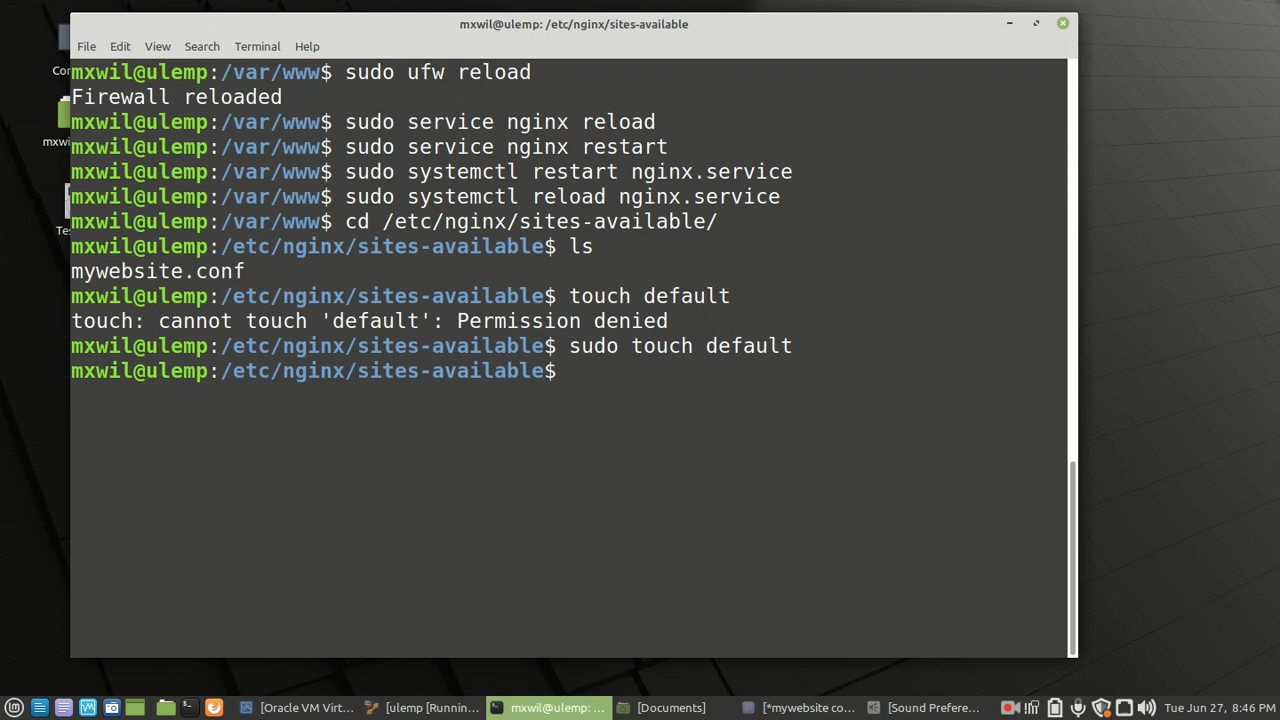 mxwil@ulemp: /etc/nginx/sites-available
File Edit View Search Terminal Help
mxwil@ulemp:/var/www$ sudo ufw reload
Firewall reloaded
mxwil@ulemp:/var/www$ sudo service nginx reload
mxwil@ulemp:/var/www$ sudo service nginx restart
mxwil@ulemp:/var/www$ sudo systemctl restart nginx.service
mxwil@ulemp:/var/www$ sudo systemctl reload nginx.service
mxwil@ulemp:/var/www$ cd /etc/nginx/sites-available/
mxwil@ulemp:/etc/nginx/sites-available$ ls
mywebsite.conf
mxwil@ulemp:/etc/nginx/sites-available$ touch default
touch: cannot touch 'default': Permission denied
mxwil@ulemp:/etc/nginx/sites-available$ sudo touch default
mxwil@ulemp:/etc/nginx/sites-available$
[Oracle VM Virt... [ulemp [Runnin... mxwil@ulemp: ... [Documents] [*mywebsite co... [Sound Prefere... Tue Jun 27, 8:46 PM